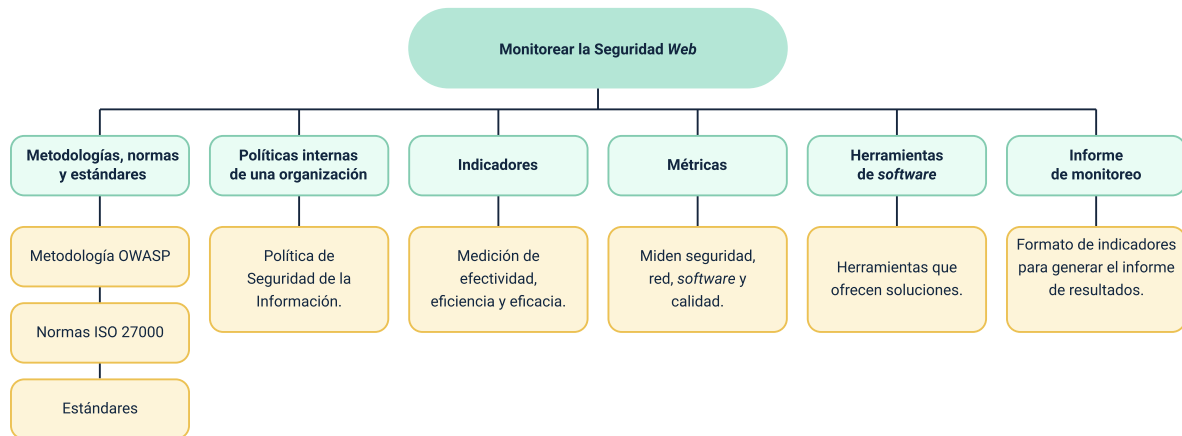 Monitorear la Seguridad Web
Metodologías, normas
y estándares
Políticas internas
de una organización
Indicadores
Métricas
Herramientas
de software
Informe
de monitoreo
Metodología OWASP
Normas ISO 27000
Estándares
Política de
Seguridad de la
Información.
Medición de
efectividad,
eficiencia y eficacia.
Miden seguridad,
red, software y
calidad.
Herramientas que
ofrecen soluciones.
Formato de indicadores
para generar el informe
de resultados.